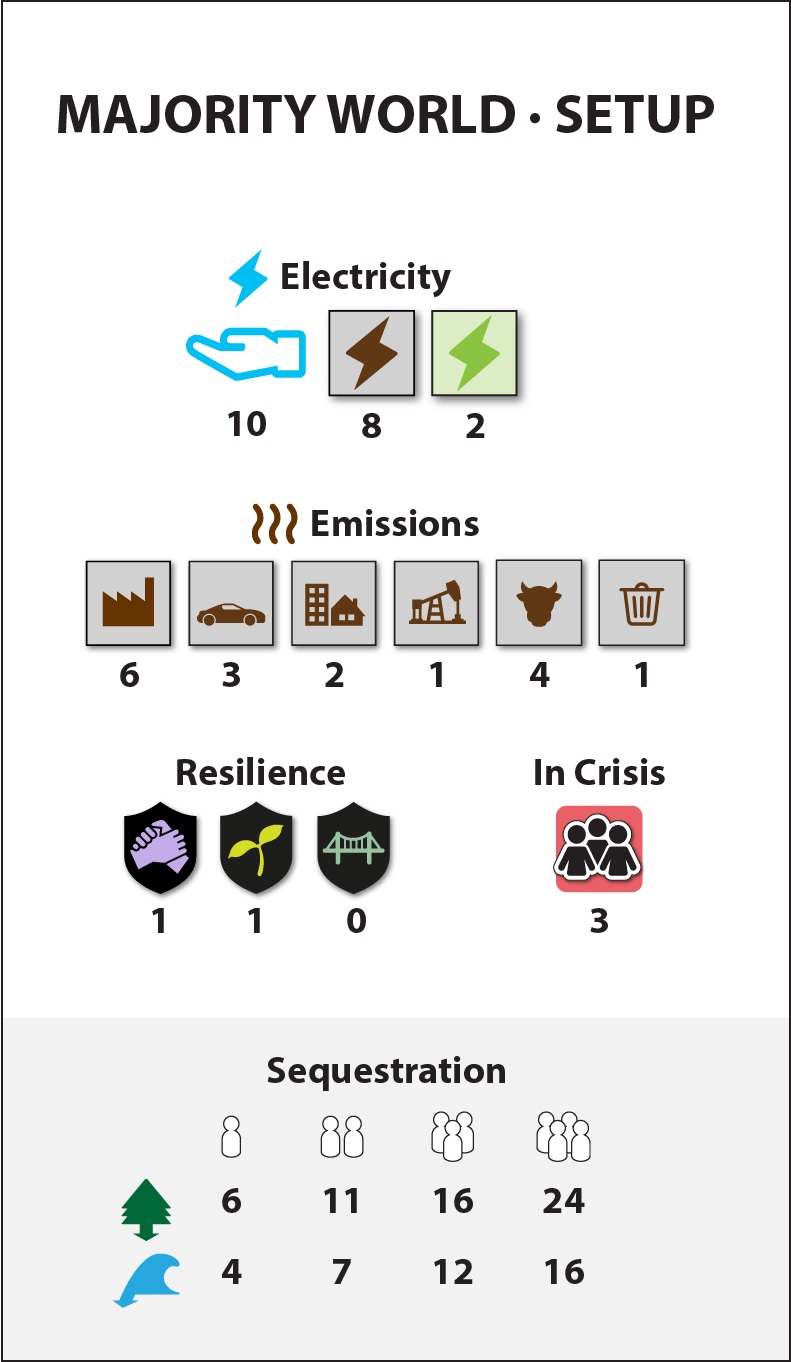 MAJORITY WORLD · SETUP
Electricity
10 8 2
Emissions
6 3 2 1 4 1
Resilience In Crisis
1 1 0 3
Sequestration
6 11 16 24
4 7 12 16